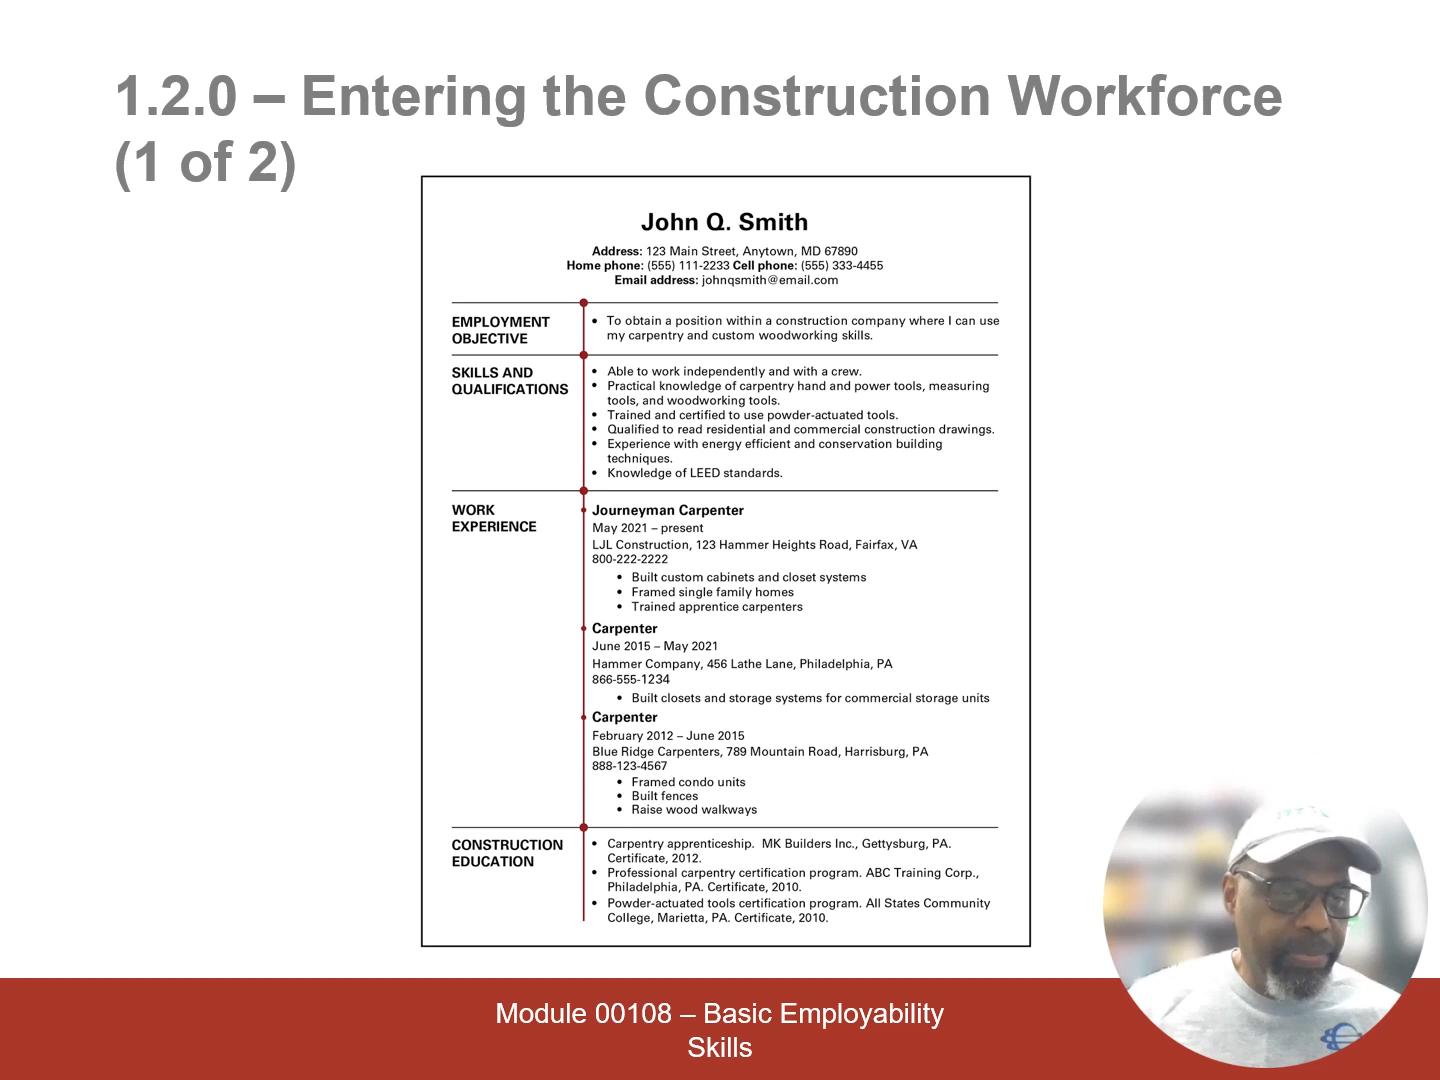 1.2.0 – Entering the Construction Workforce
(1 of 2)
John Q. Smith
Address: 123 Main Street, Anytown, MD 67890
Home phone: (555) 111-2233 Cell phone: (555) 333-4455
Email address: johnqsmith@email.com
EMPLOYMENT
OBJECTIVE
• To obtain a position within a construction company where I can use
my carpentry and custom woodworking skills.
SKILLS AND
QUALIFICATIONS
• Able to work independently and with a crew.
• Practical knowledge of carpentry hand and power tools, measuring
tools, and woodworking tools.
• Trained and certified to use powder-actuated tools.
• Qualified to read residential and commercial construction drawings.
• Experience with energy efficient and conservation building
techniques.
• Knowledge of LEED standards.
WORK
EXPERIENCE
Journeyman Carpenter
May 2021 – present
LJL Construction, 123 Hammer Heights Road, Fairfax, VA
800-222-2222
• Built custom cabinets and closet systems
• Framed single family homes
• Trained apprentice carpenters
Carpenter
June 2015 – May 2021
Hammer Company, 456 Lathe Lane, Philadelphia, PA
866-555-1234
• Built closets and storage systems for commercial storage units
Carpenter
February 2012 – June 2015
Blue Ridge Carpenters, 789 Mountain Road, Harrisburg, PA
888-123-4567
• Framed condo units
• Built fences
• Raise wood walkways
CONSTRUCTION
EDUCATION
• Carpentry apprenticeship. MK Builders Inc., Gettysburg, PA.
Certificate, 2012.
• Professional carpentry certification program. ABC Training Corp.,
Philadelphia, PA. Certificate, 2010.
• Powder-actuated tools certification program. All States Community
College, Marietta, PA. Certificate, 2010.
Module 00108 – Basic Employability
Skills